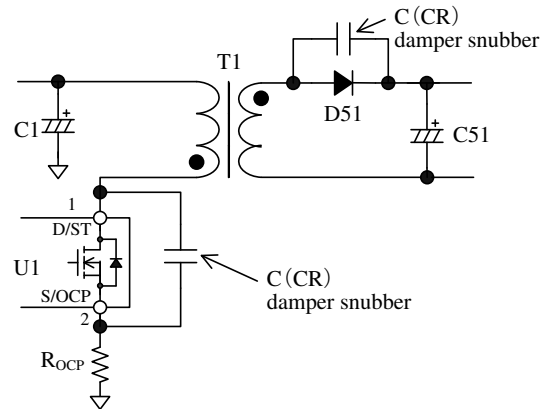 C (CR)
damper snubber
T1
D51
C1
C51
1
D/ST
U1
S/OCP
2
C (CR)
damper snubber
ROCP